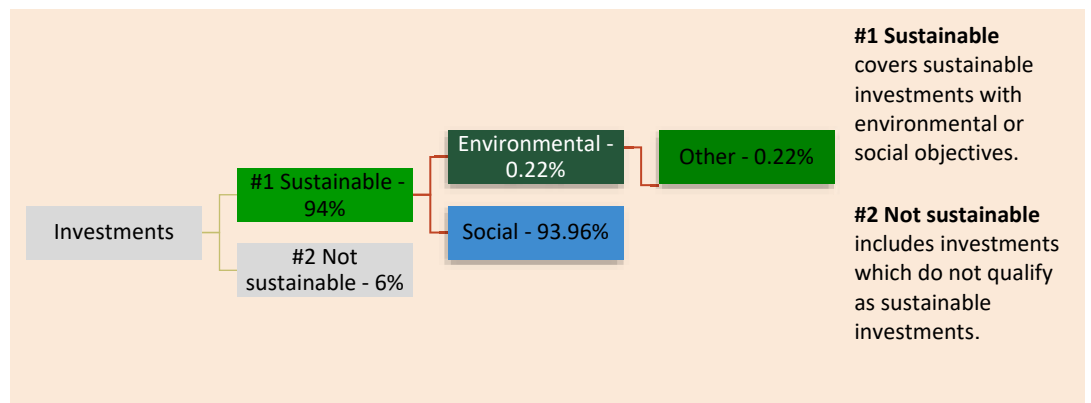 Investments
#1 Sustainable -
94%
#2 Not
sustainable - 6%
Environmental -
0.22%
Social - 93.96%
Other - 0.22%
#1 Sustainable
covers sustainable
investments with
environmental or
social objectives.
#2 Not sustainable
includes investments
which do not qualify
as sustainable
investments.